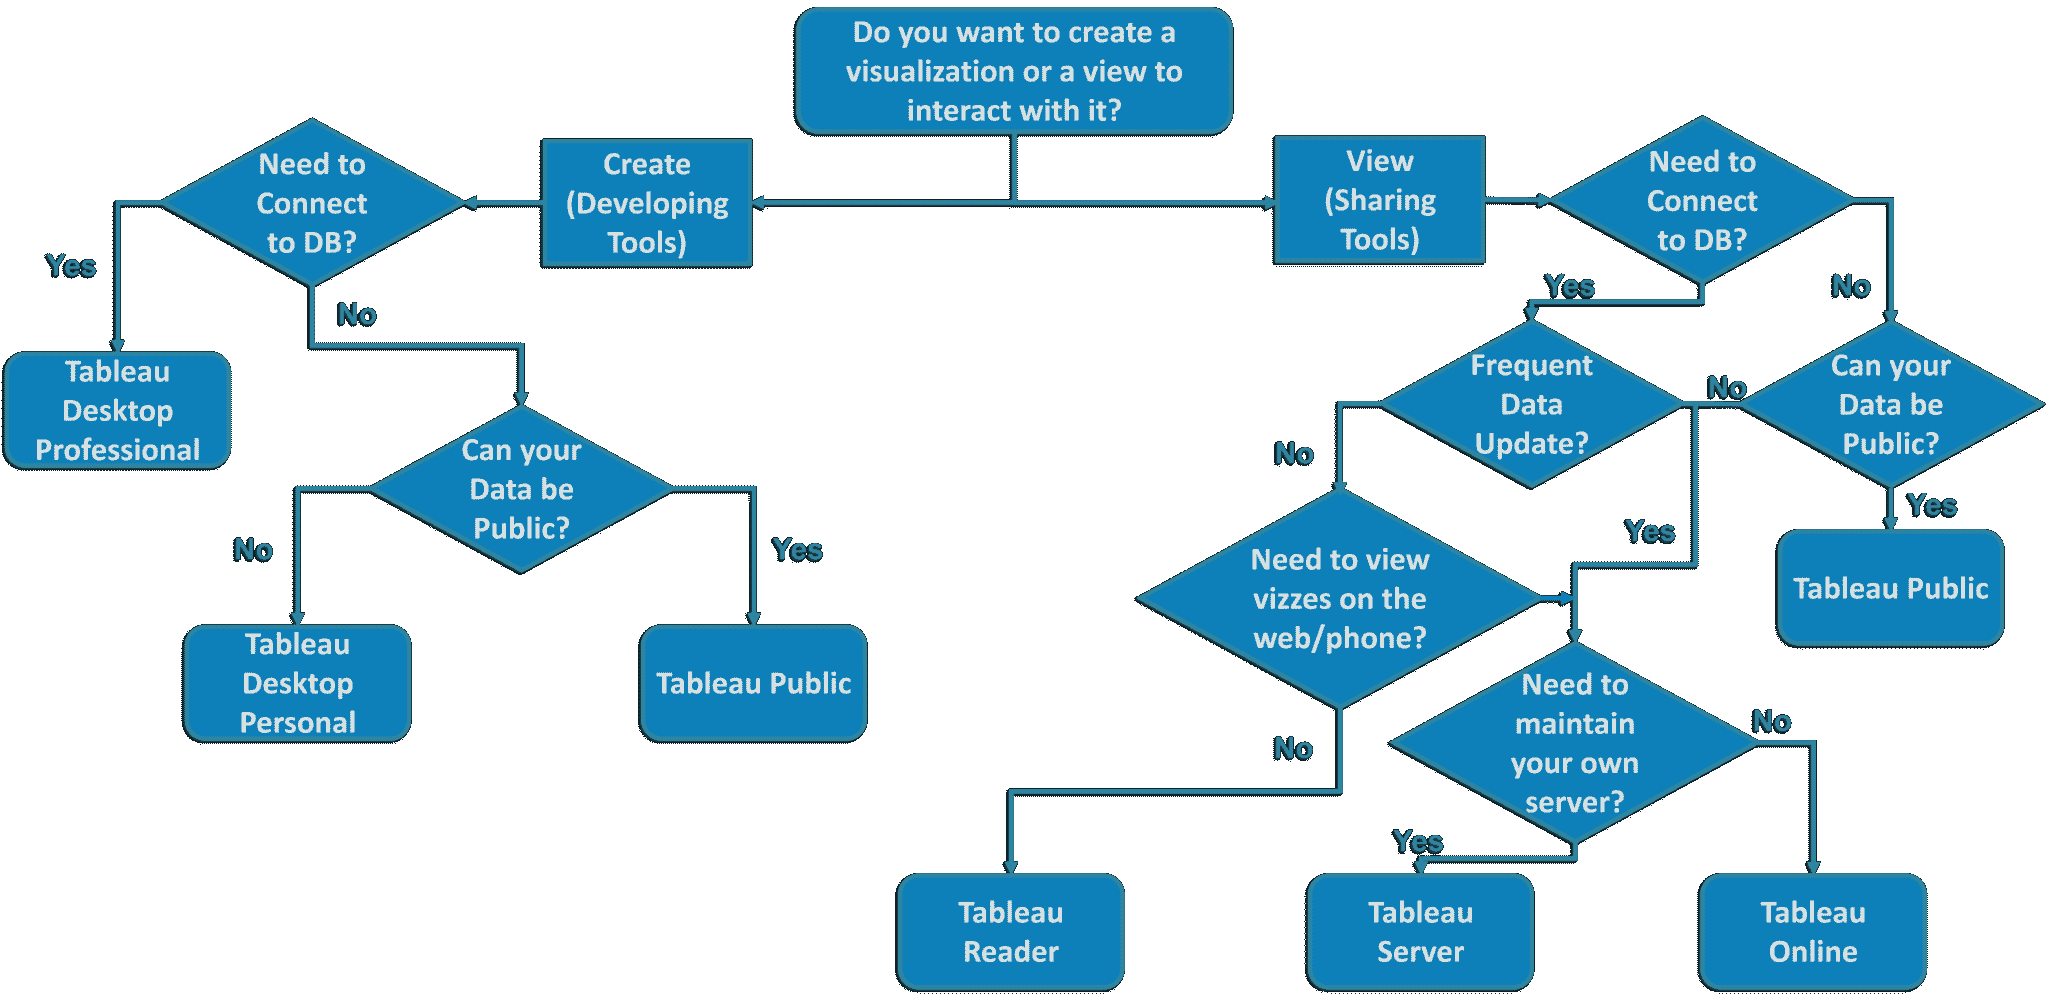 Do you want to create a
visualization or a view to
interact with it?
Create
(Developing
Tools)
View
(Sharing
Tools)
Need to
Connect
to DB?
Yes
No
Tableau
Desktop
Professional
Can your
Data be
Public?
No
Yes
Tableau
Desktop
Personal
Tableau Public
Need to
Connect
to DB?
Yes
No
Frequent
Data
Update?
No
Yes
Can your
Data be
Public?
No
Yes
Tableau Public
Need to view
vizzes on the
web/phone?
No
Need to
maintain
your own
server?
Yes
No
Tableau
Reader
Tableau
Server
Tableau
Online